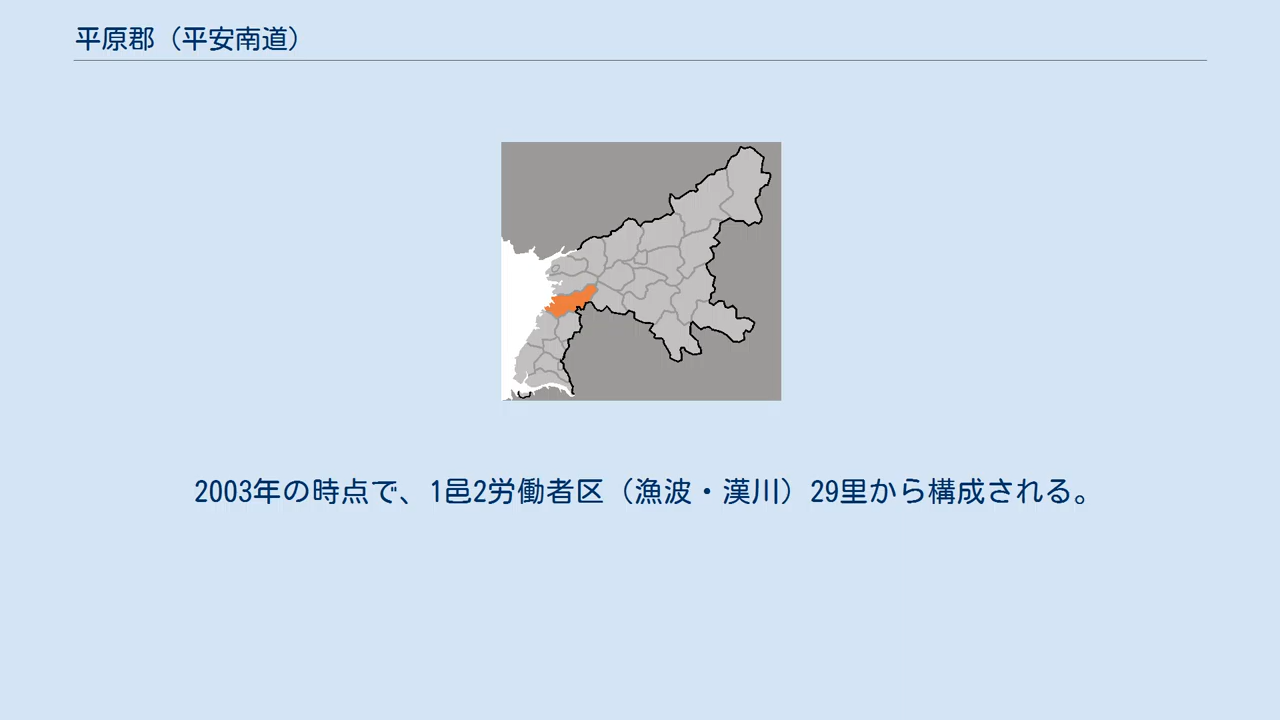 平原郡（平安南道）
2003年の時点で、1邑2労働者区（漁波・漢川）29里から構成される。